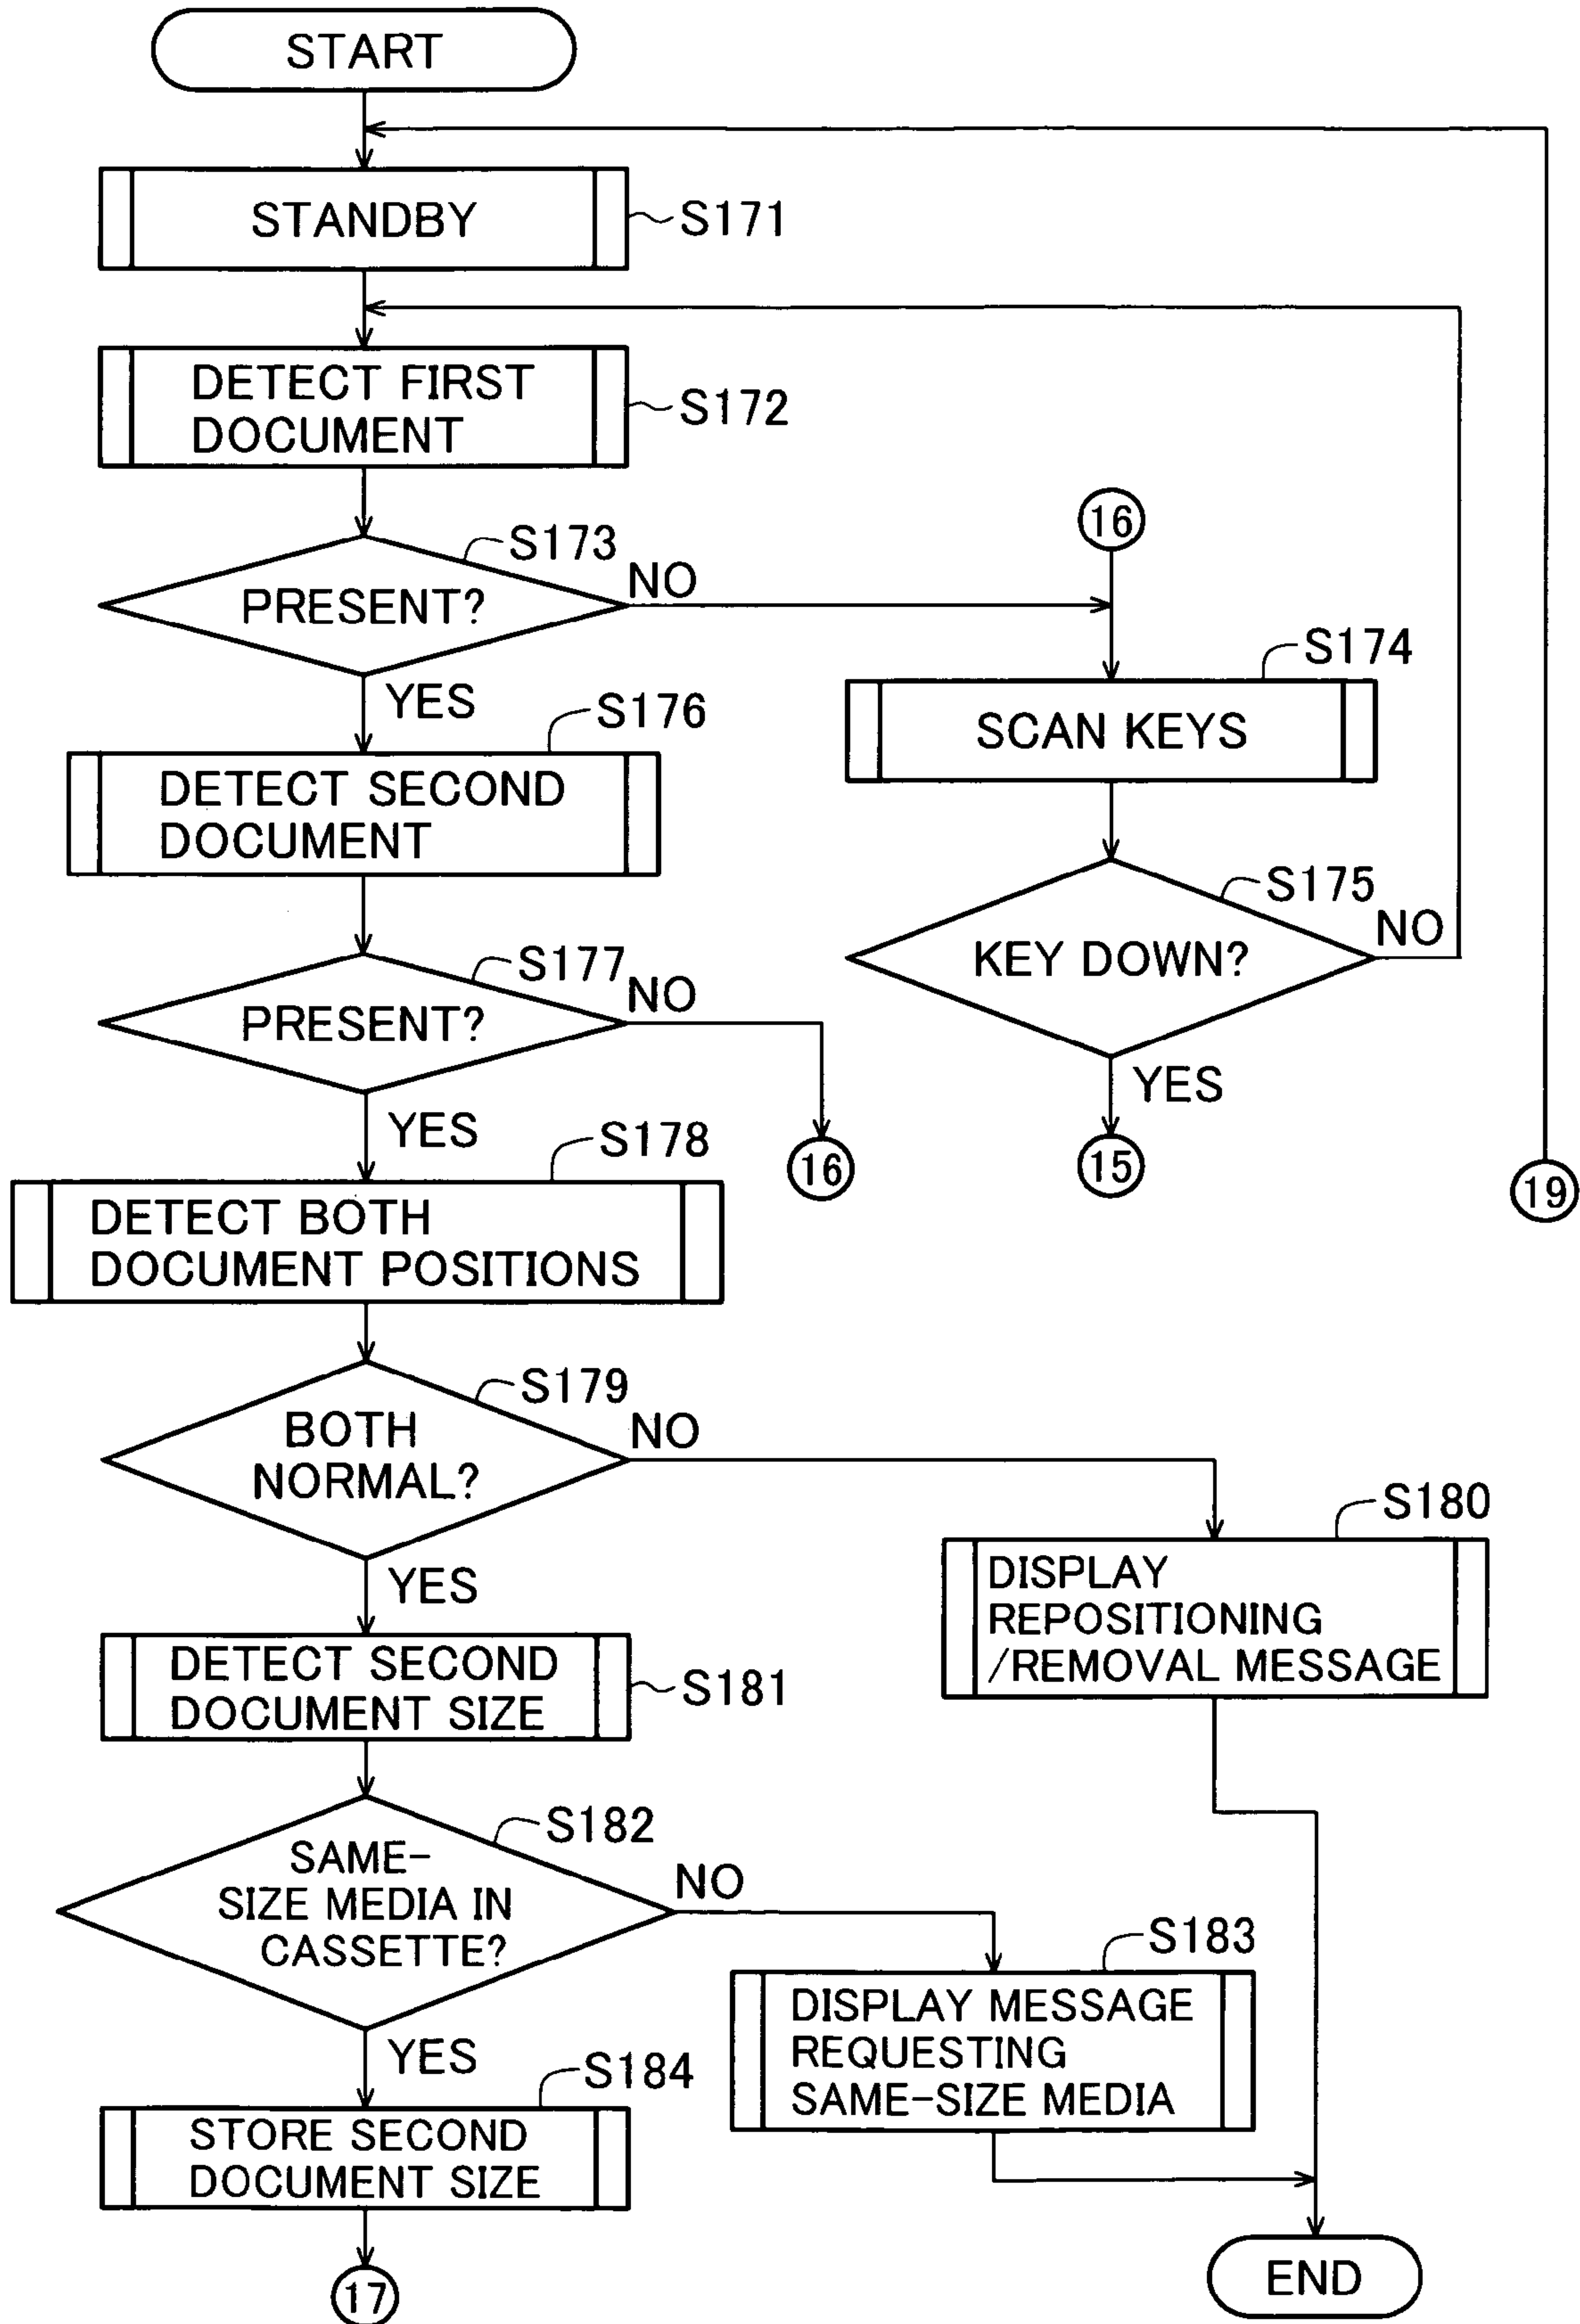 START
STANDBY
S171
DETECT FIRST
DOCUMENT
S172
S173
PRESENT?
NO
YES
16
S174
SCAN KEYS
S175
KEY DOWN?
NO
YES
15
19
S176
DETECT SECOND
DOCUMENT
S177
PRESENT?
NO
YES
16
S178
DETECT BOTH
DOCUMENT POSITIONS
S179
BOTH
NORMAL?
NO
YES
S180
DISPLAY
REPOSITIONING
/REMOVAL MESSAGE
DETECT SECOND
DOCUMENT SIZE
S181
S182
SAME-
SIZE MEDIA IN
CASSETTE?
NO
YES
S183
DISPLAY MESSAGE
REQUESTING
SAME-SIZE MEDIA
S184
STORE SECOND
DOCUMENT SIZE
17
END